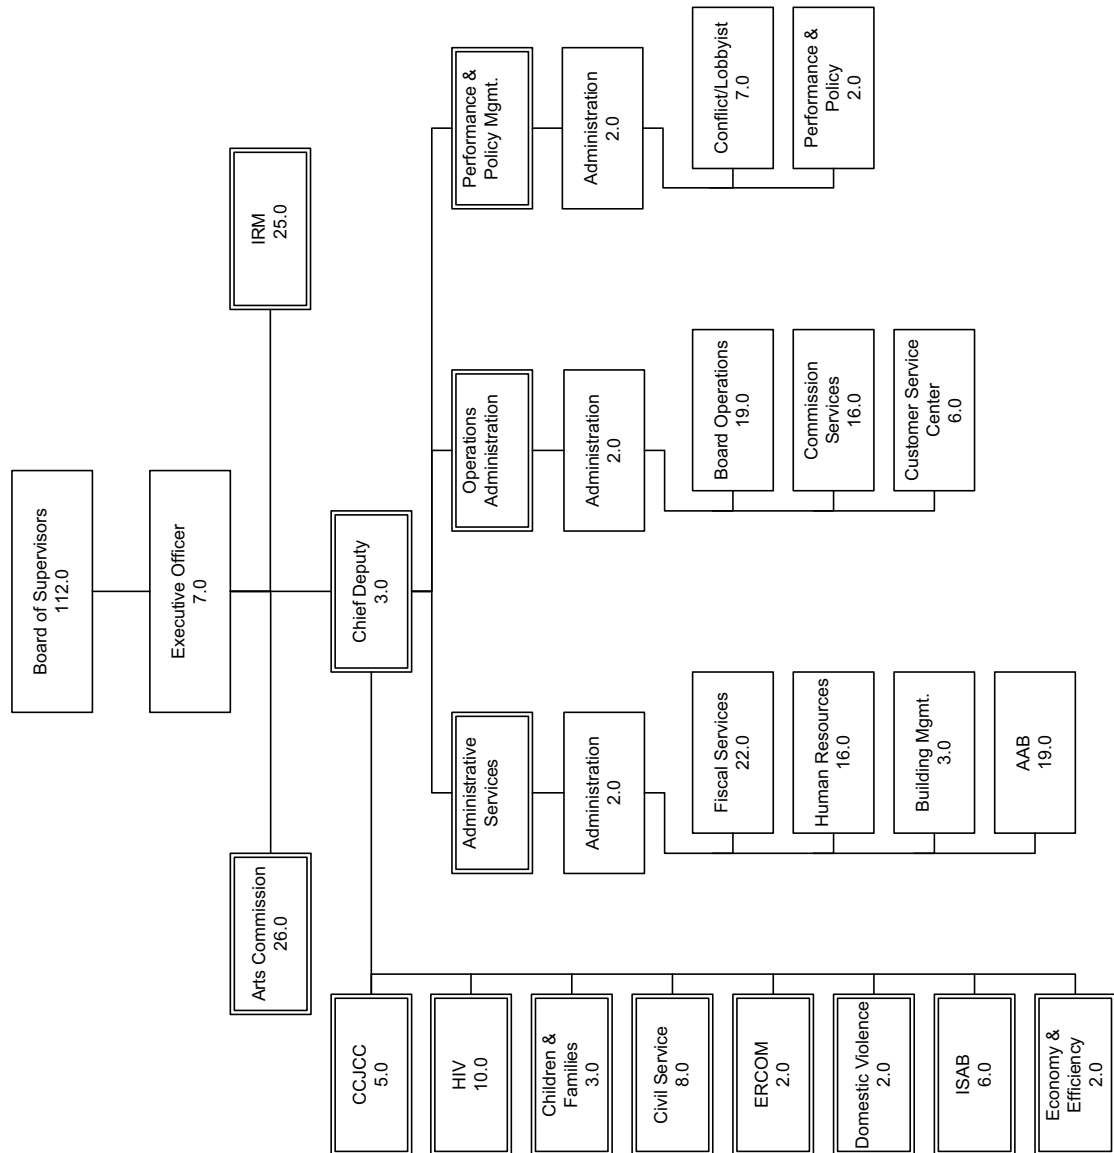 Board of Supervisors
112.0
Executive Officer
7.0
Arts Commission
26.0
IRM
25.0
Chief Deputy
3.0
CCJCC
5.0
HIV
10.0
Children &
Families
3.0
Civil Service
8.0
ERCOM
2.0
Domestic Violence
2.0
ISAB
6.0
Economy &
Efficiency
2.0
Administrative
Services
Administration
2.0
Fiscal Services
22.0
Human Resources
16.0
Building Mgmt.
3.0
AAB
19.0
Operations
Administration
Administration
2.0
Board Operations
19.0
Commission
Services
16.0
Customer Service
Center
6.0
Performance &
Policy Mgmt.
Administration
2.0
Conflict/Lobbyist
7.0
Performance &
Policy
2.0